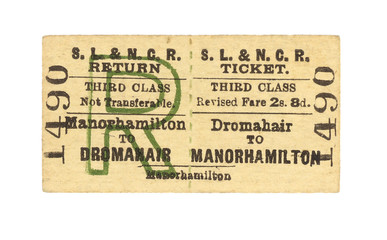 1490
S. L. & N. C. R.
RETURN
THIRD CLASS
Not Transferable.
Manorhamilton
TO
DROMAHAIR
S. L. & N. C. R.
TICKET.
THIRD CLASS
Revised Fare 2s. 8d.
Dromahair
TO
MANORHAMILTON
Manorhamilton
1490
R